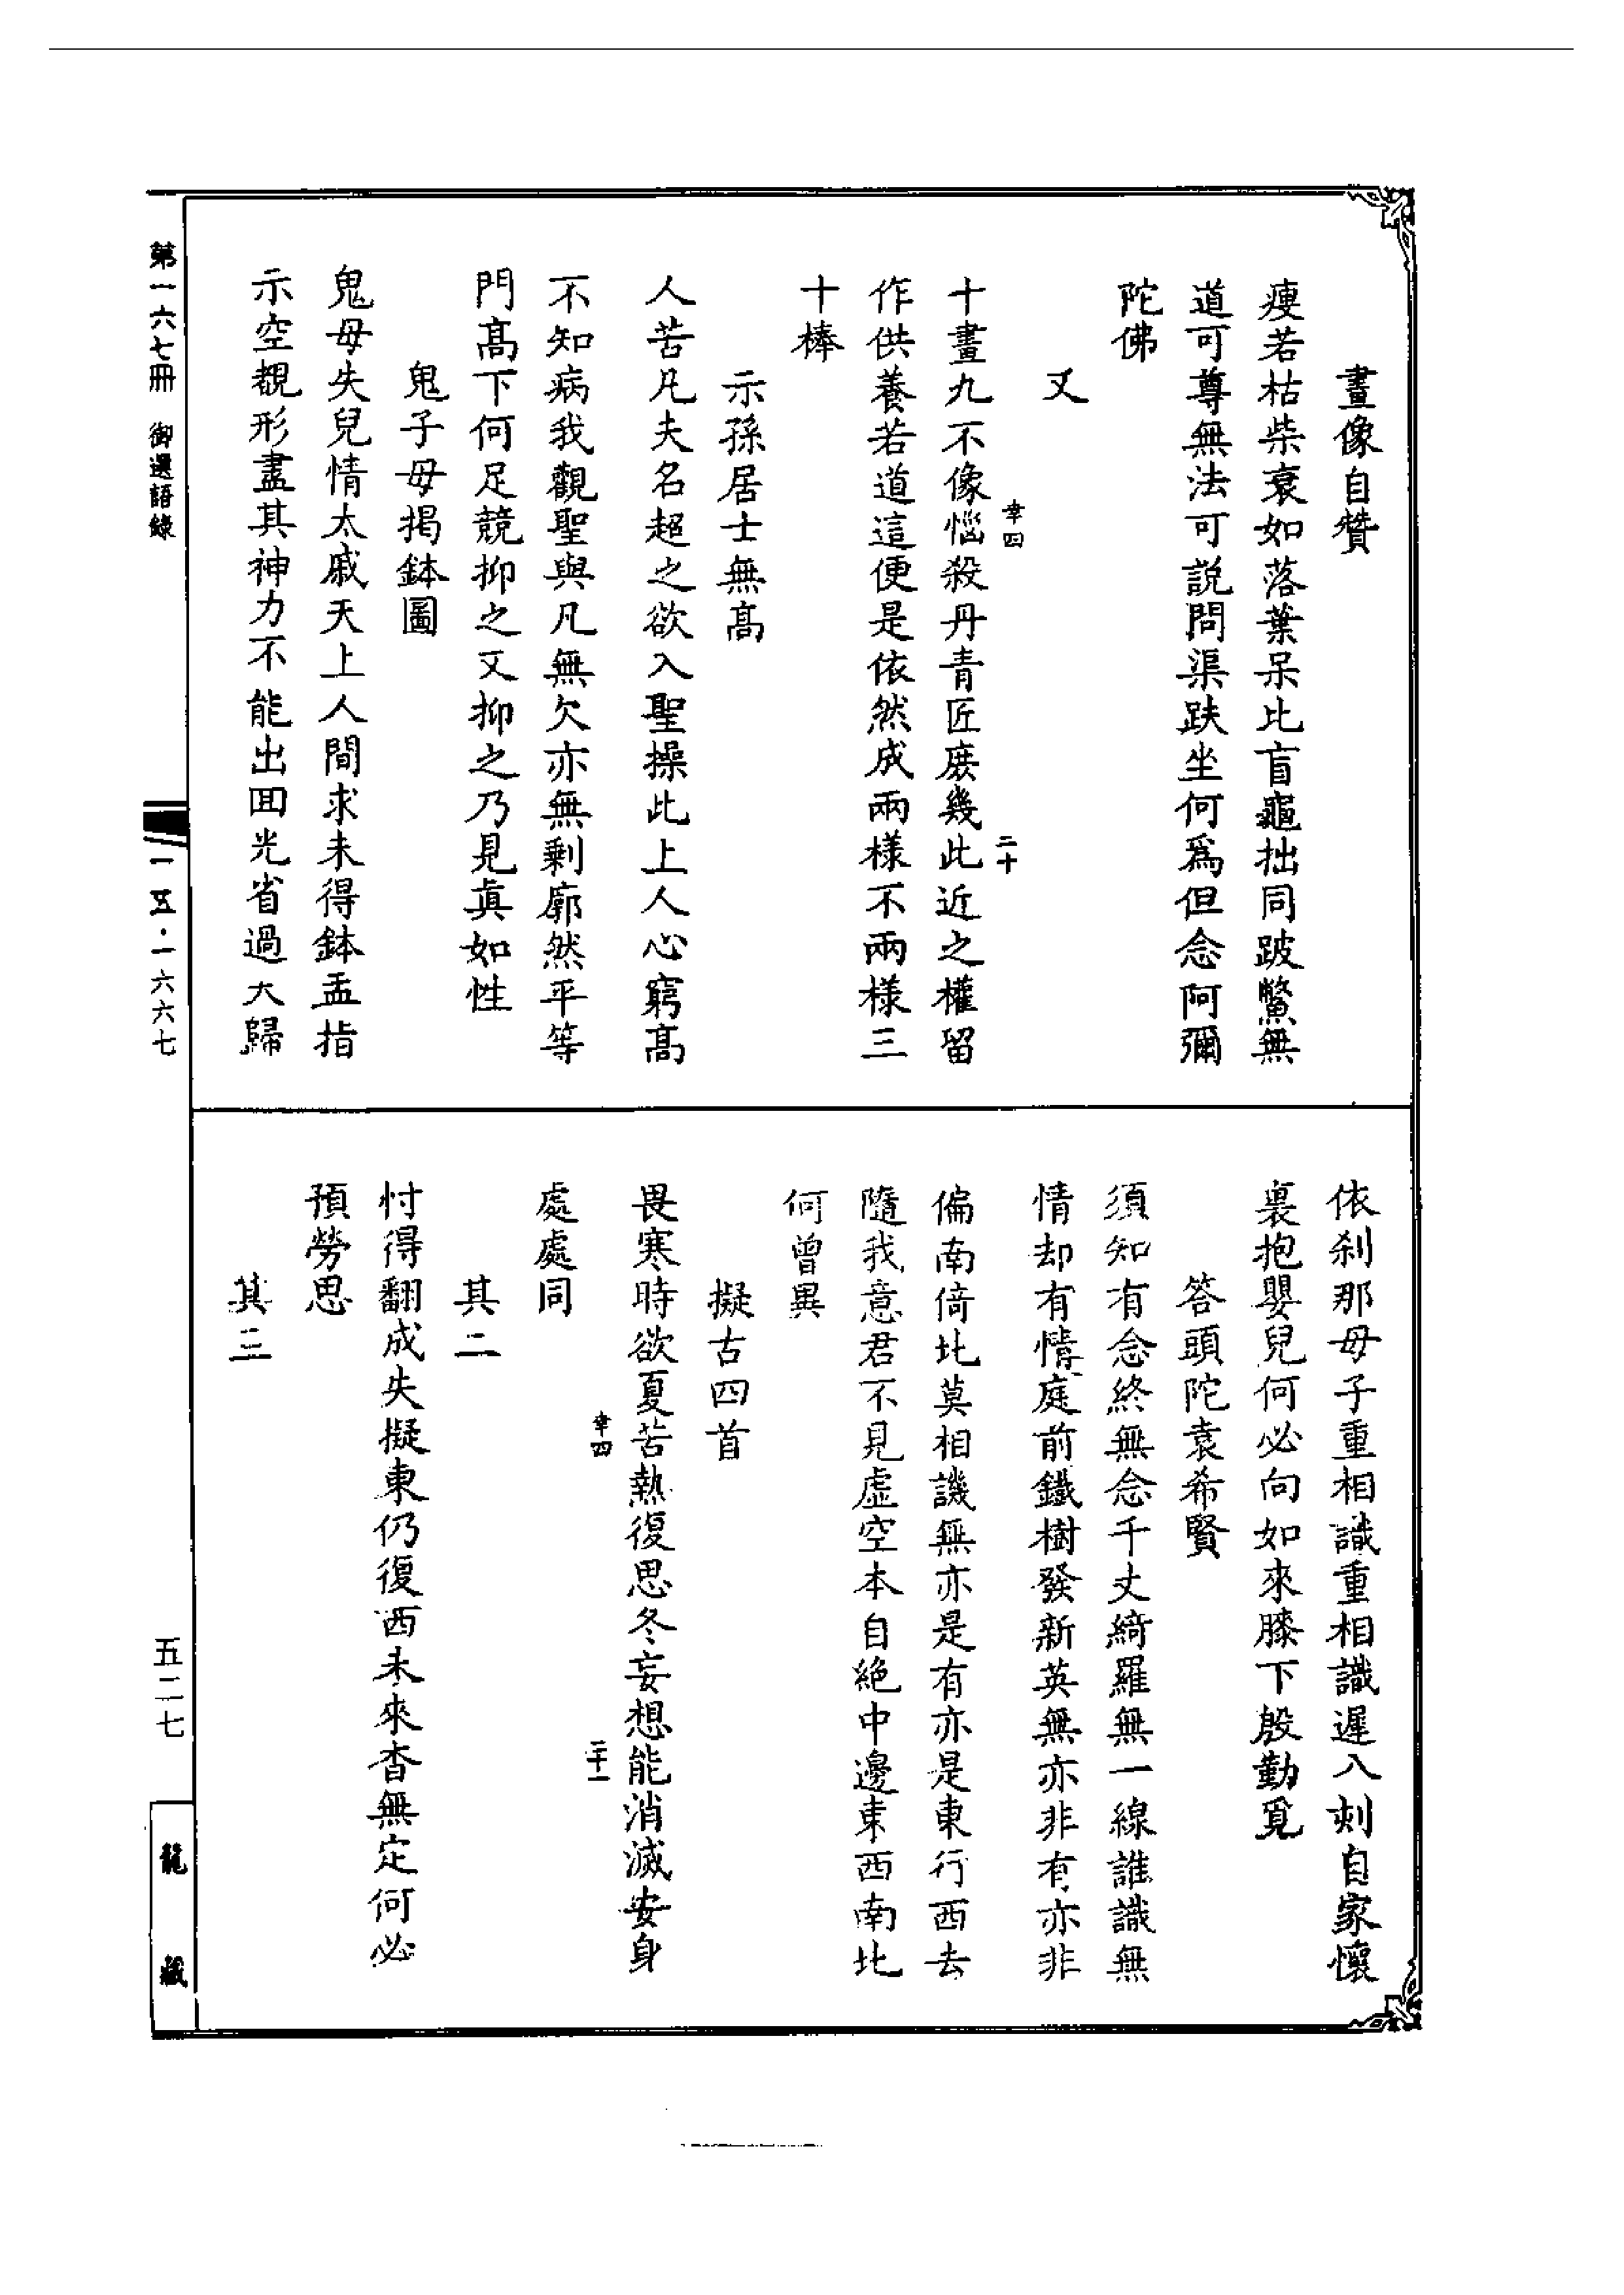 畫像自贊
瘦若枯柴衰如落葉呆比盲龜拙同跛鱉無
道可尊無法可說問渠趺坐何爲但念阿彌
陀佛
又
幸四
二十
十畫九不像惱殺丹青匠庶幾此近之權留
作供養若道這便是依然成兩樣不兩樣三
十棒
示孫居士無高
人苦凡夫名超之欲入聖操此上人心窮高
不知病我觀聖與凡無欠亦無剩廓然平等
門高下何足競抑之又抑之乃見眞如性
鬼子母揭鉢圖
鬼母失兒情太戚天上人間求未得鉢盂指
示空覩形盡其神力不能出回光省過大歸
依刹那母子重相識重相識遲八刻自家懷
裏抱嬰兒何必向如來膝下殷勤覓
答頭陀袁希賢
須知有念終無念千丈綺羅無一線誰識無
情却有情庭前鐵樹發新英無亦非有亦非
偏南倚北莫相譏無亦是有亦是東行西去
隨我意君不見虛空本自絕中邊東西南北
何曾異
擬古四首
畏寒時欲夏苦熱復思冬妄想能消滅安身
幸四
二十一
處處同
其二
忖得翻成失擬東仍復西未來杳無定何必
預勞思
其三
第一六七冊 御選語錄
一五·一六六七
五二七
龍藏